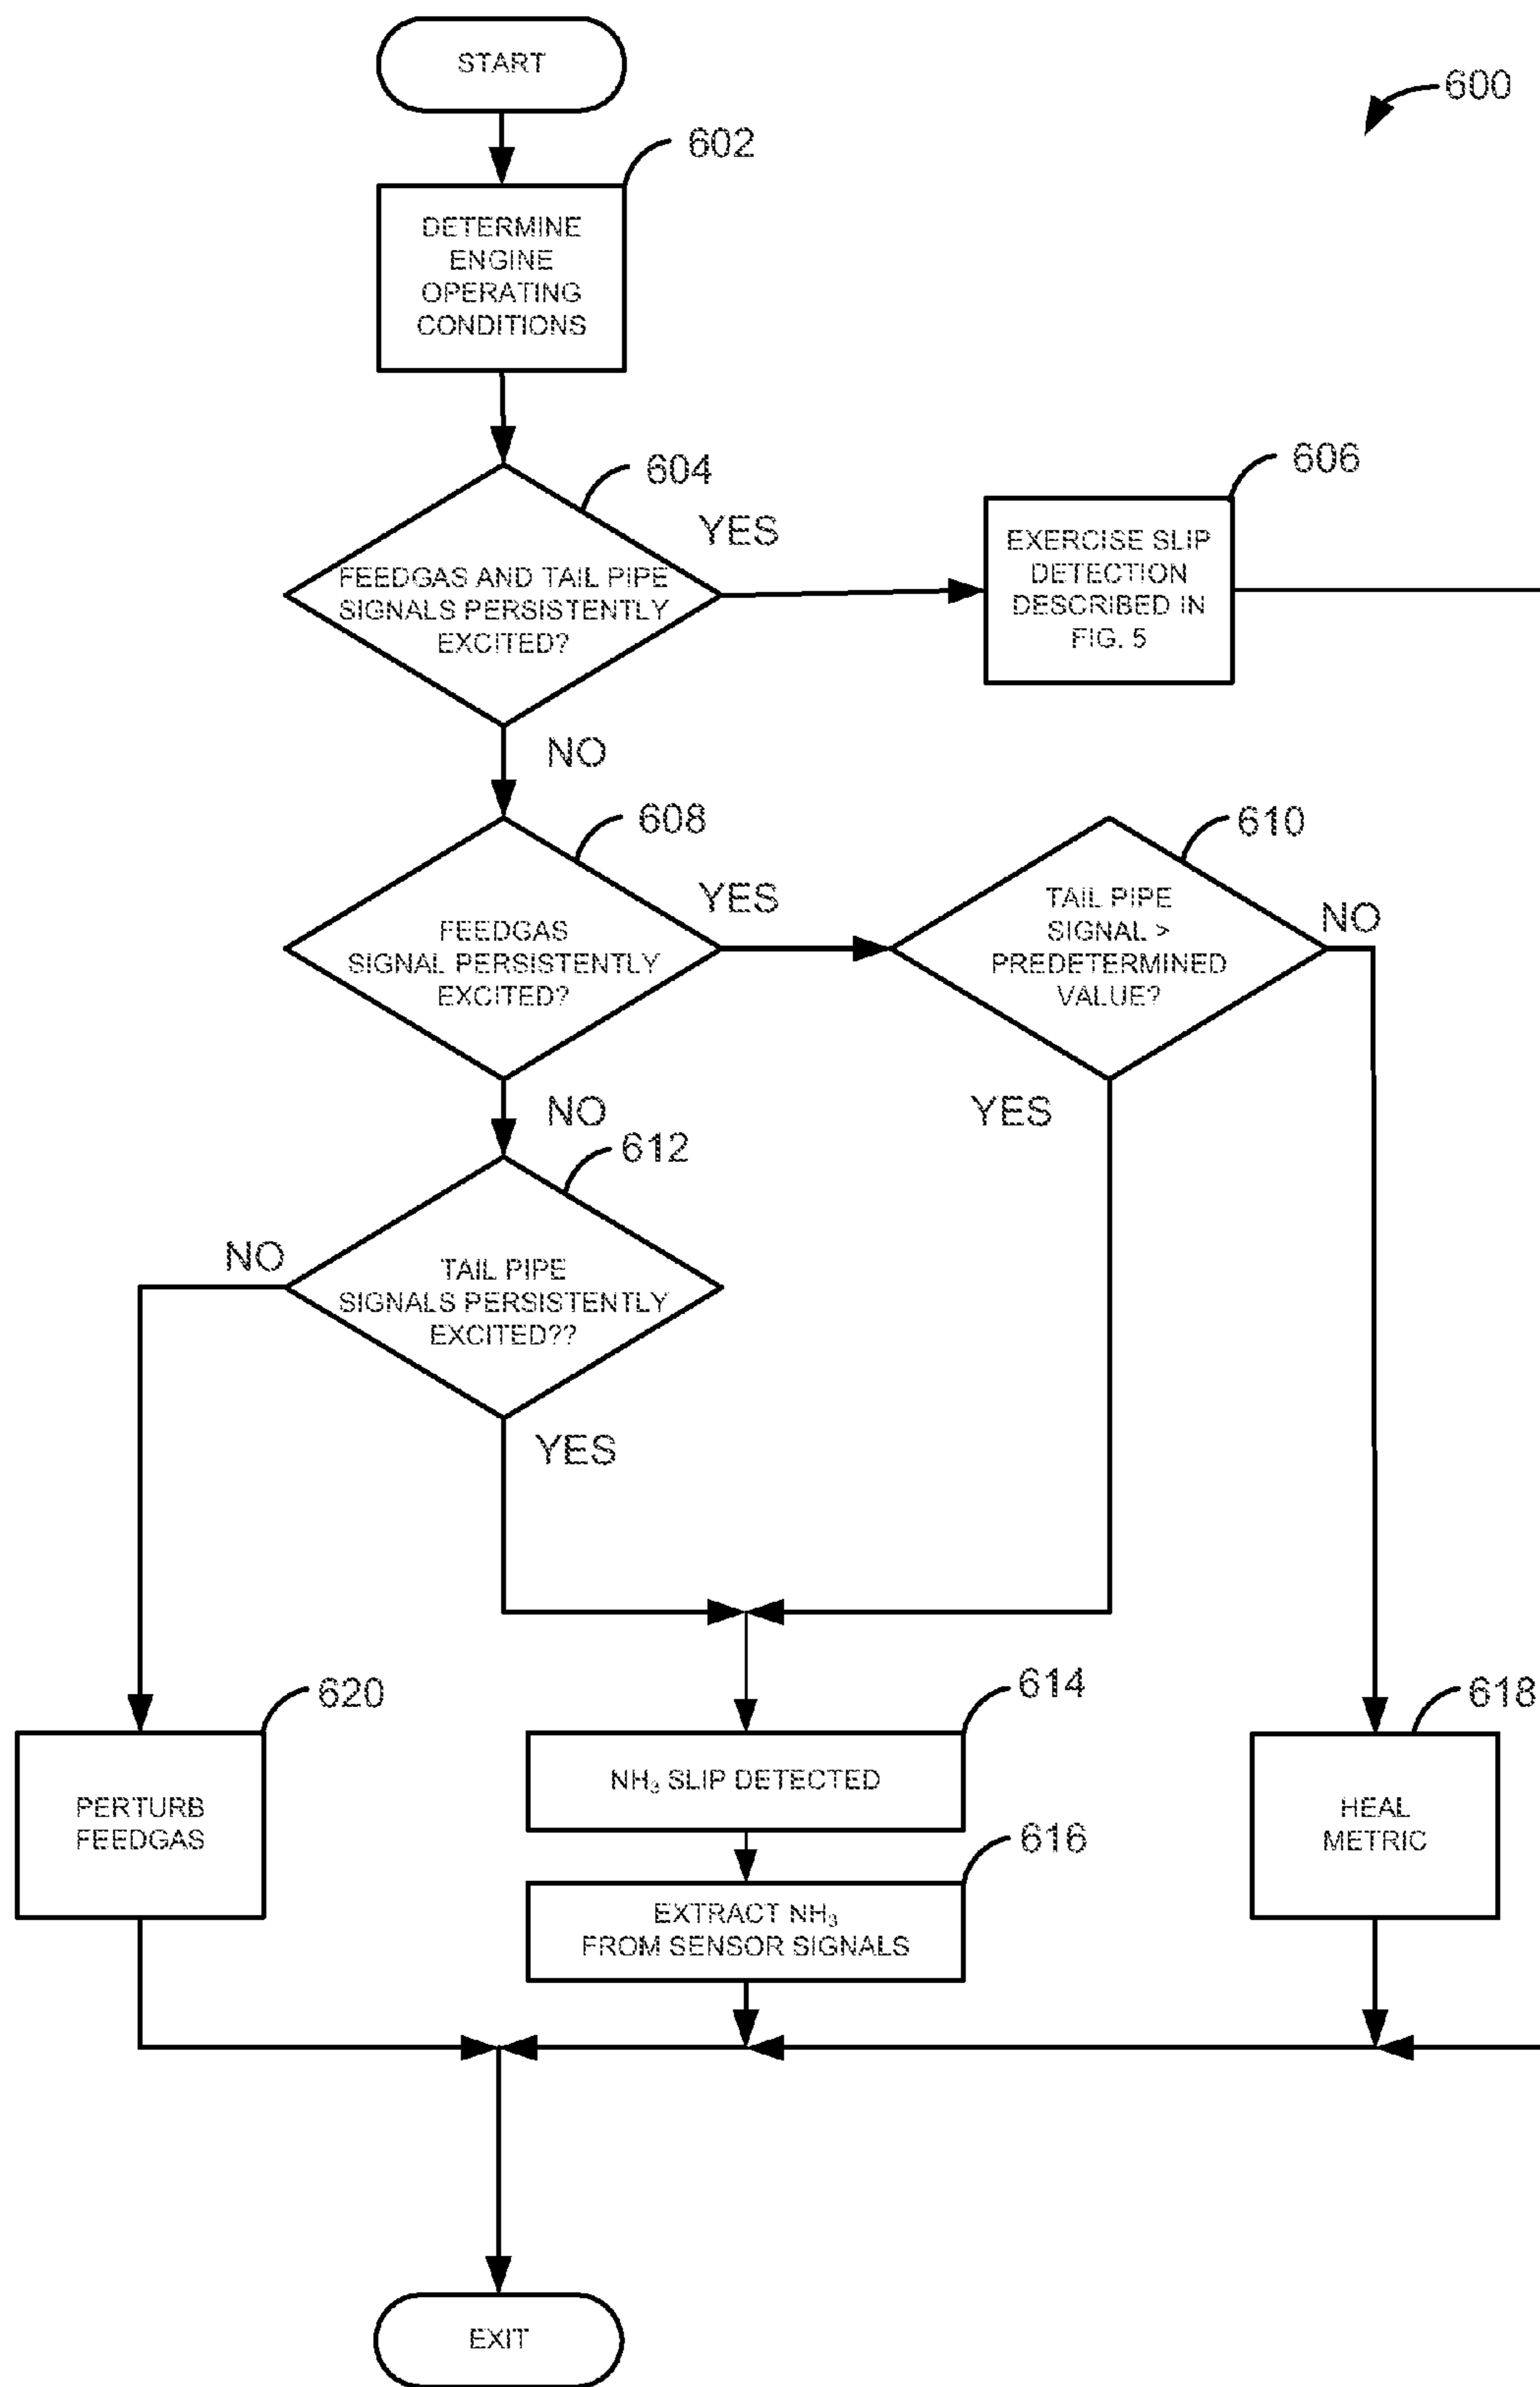 START
600
602
DETERMINE
ENGINE
OPERATING
CONDITIONS
604
YES
FEEDGAS AND TAIL PIPE
SIGNALS PERSISTENTLY
EXCITED?
606
EXERCISE SLIP
DETECTION
DESCRIBED IN
FIG. 5
NO
608
YES
FEEDGAS
SIGNAL PERSISTENTLY
EXCITED?
610
NO
TAIL PIPE
SIGNAL >
PREDETERMINED
VALUE?
YES
NO
612
NO
TAIL PIPE
SIGNALS PERSISTENTLY
EXCITED??
YES
620
PERTURB
FEEDGAS
614
NH₃ SLIP DETECTED
616
EXTRACT NH₃
FROM SENSOR SIGNALS
618
HEAL
METRIC
EXIT